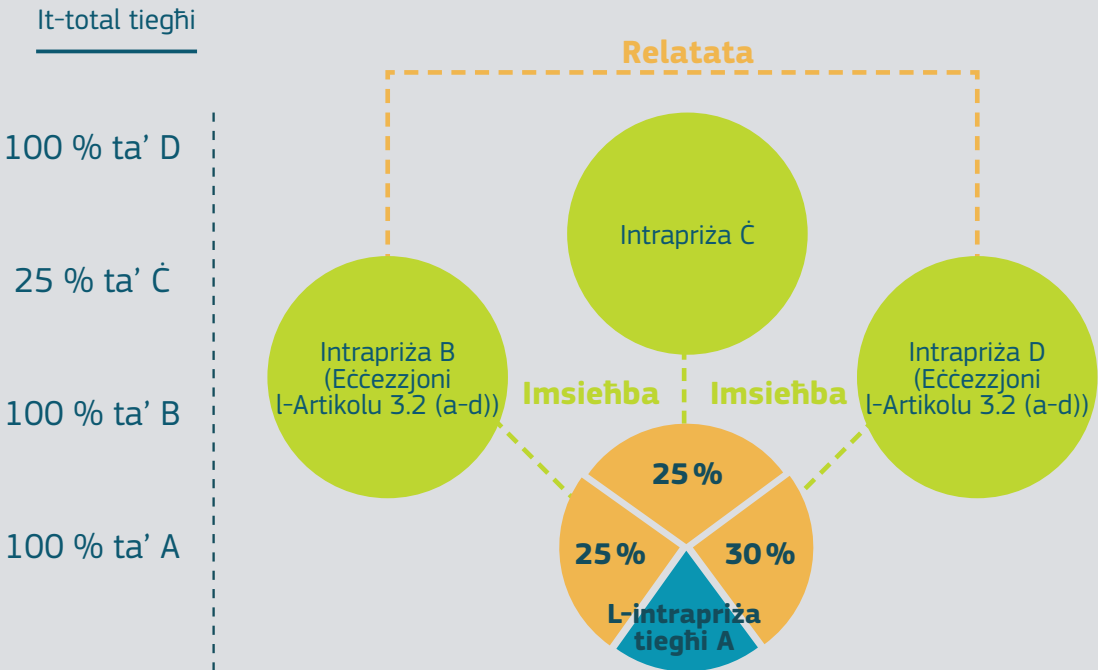 It-total tiegħi
100 % ta' D
25 % ta' Ċ
100 % ta' B
100 % ta' A
Relatata
Intrapriża Ċ
Intrapriża B
(Eċċezzjoni
l-Artikolu 3.2 (a-d))
Intrapriża D
(Eċċezzjoni
l-Artikolu 3.2 (a-d))
Imsieħba
Imsieħba
25 %
25 %
30 %
L-intrapriża
tiegħi A